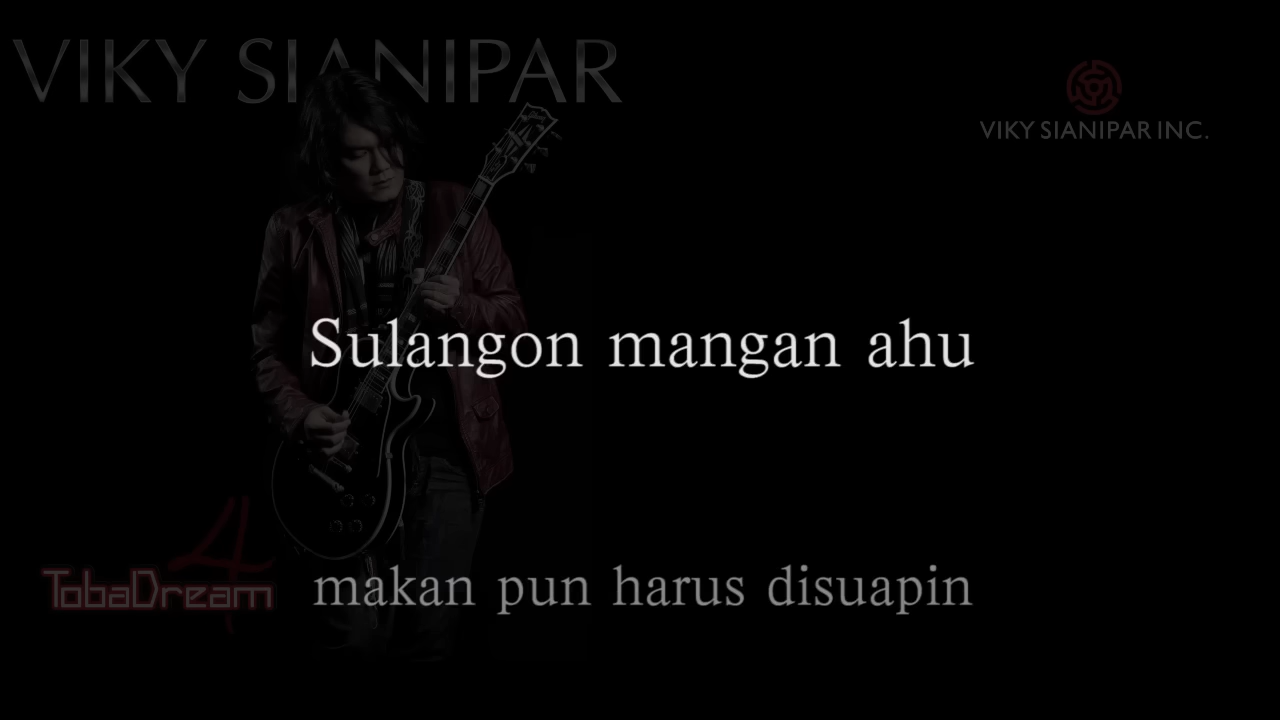 VIKY SIANIPAR
VIKY SIANIPAR INC.
Sulangon mangan ahu
4
TobaDream
makan pun harus disuapin